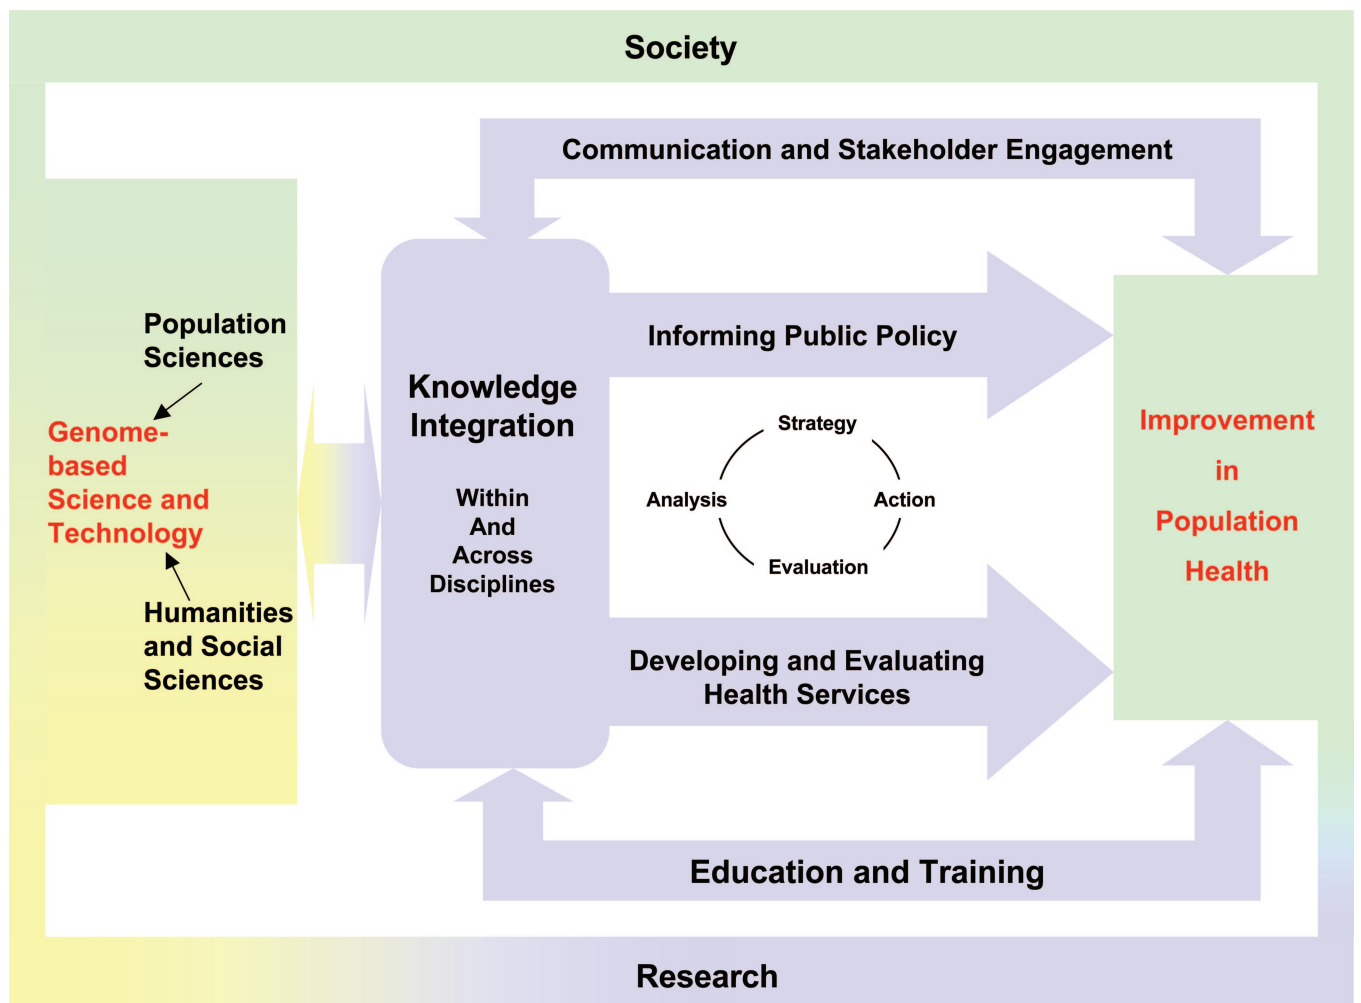 Society
Communication and Stakeholder Engagement
Population
Sciences
Genome-
based
Science and
Technology
Humanities
and Social
Sciences
Knowledge
Integration
Within
And
Across
Disciplines
Informing Public Policy
Strategy
Analysis
Action
Evaluation
Developing and Evaluating
Health Services
Improvement
in
Population
Health
Education and Training
Research